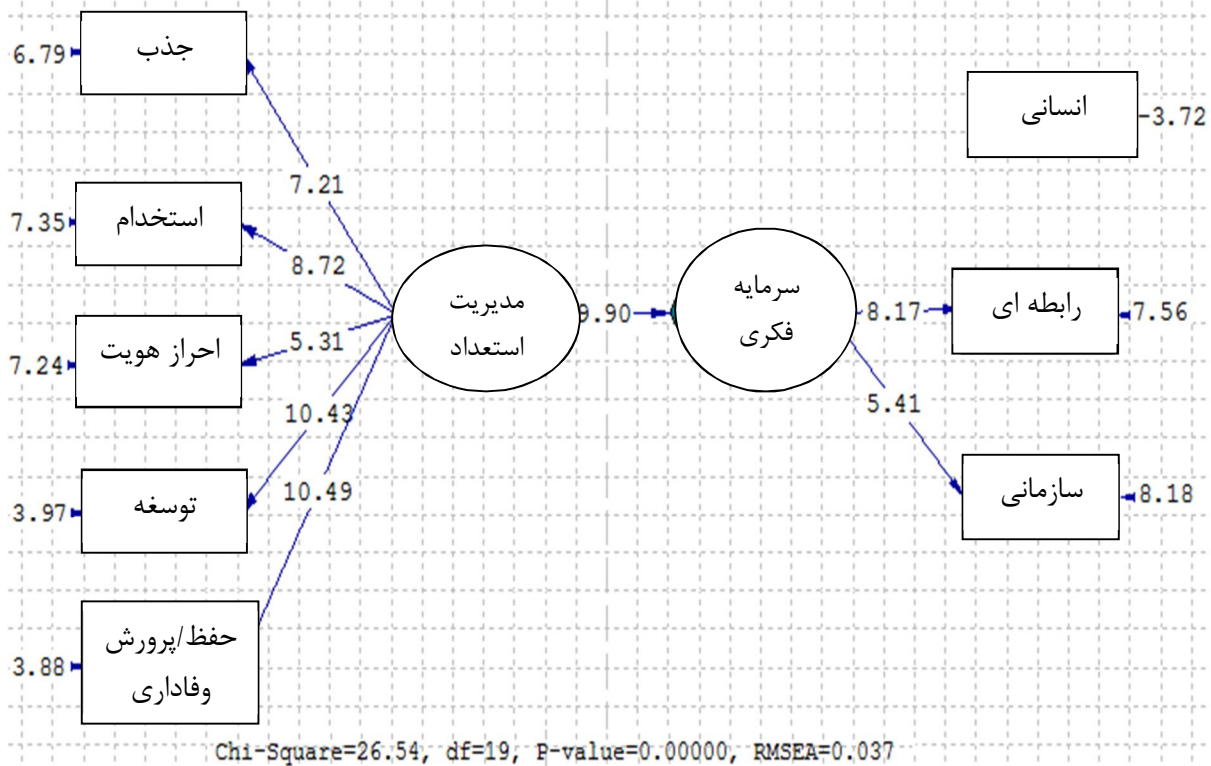 جذب
6.79
انسانی
-3.72
7.21
استخدام
7.35
8.72
مدیریت
استعداد
9.90
سرمایه
فکری
8.17
رابطه ای
7.56
احراز هویت
7.24
5.31
10.43
5.41
توسغه
3.97
10.49
سازمانی
8.18
حفظ/پرورش
وفاداری
3.88
Chi-Square=26.54, df=19, P-value=0.00000, RMSEA=0.037